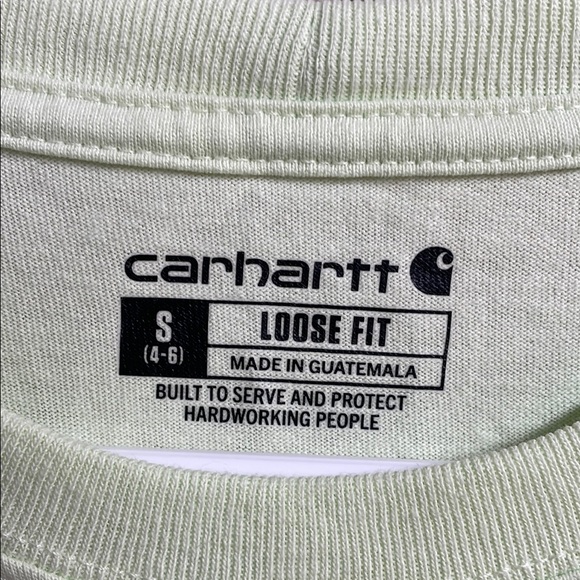 carhartt
S
(4-6)
LOOSE FIT
MADE IN GUATEMALA
BUILT TO SERVE AND PROTECT
HARDWORKING PEOPLE